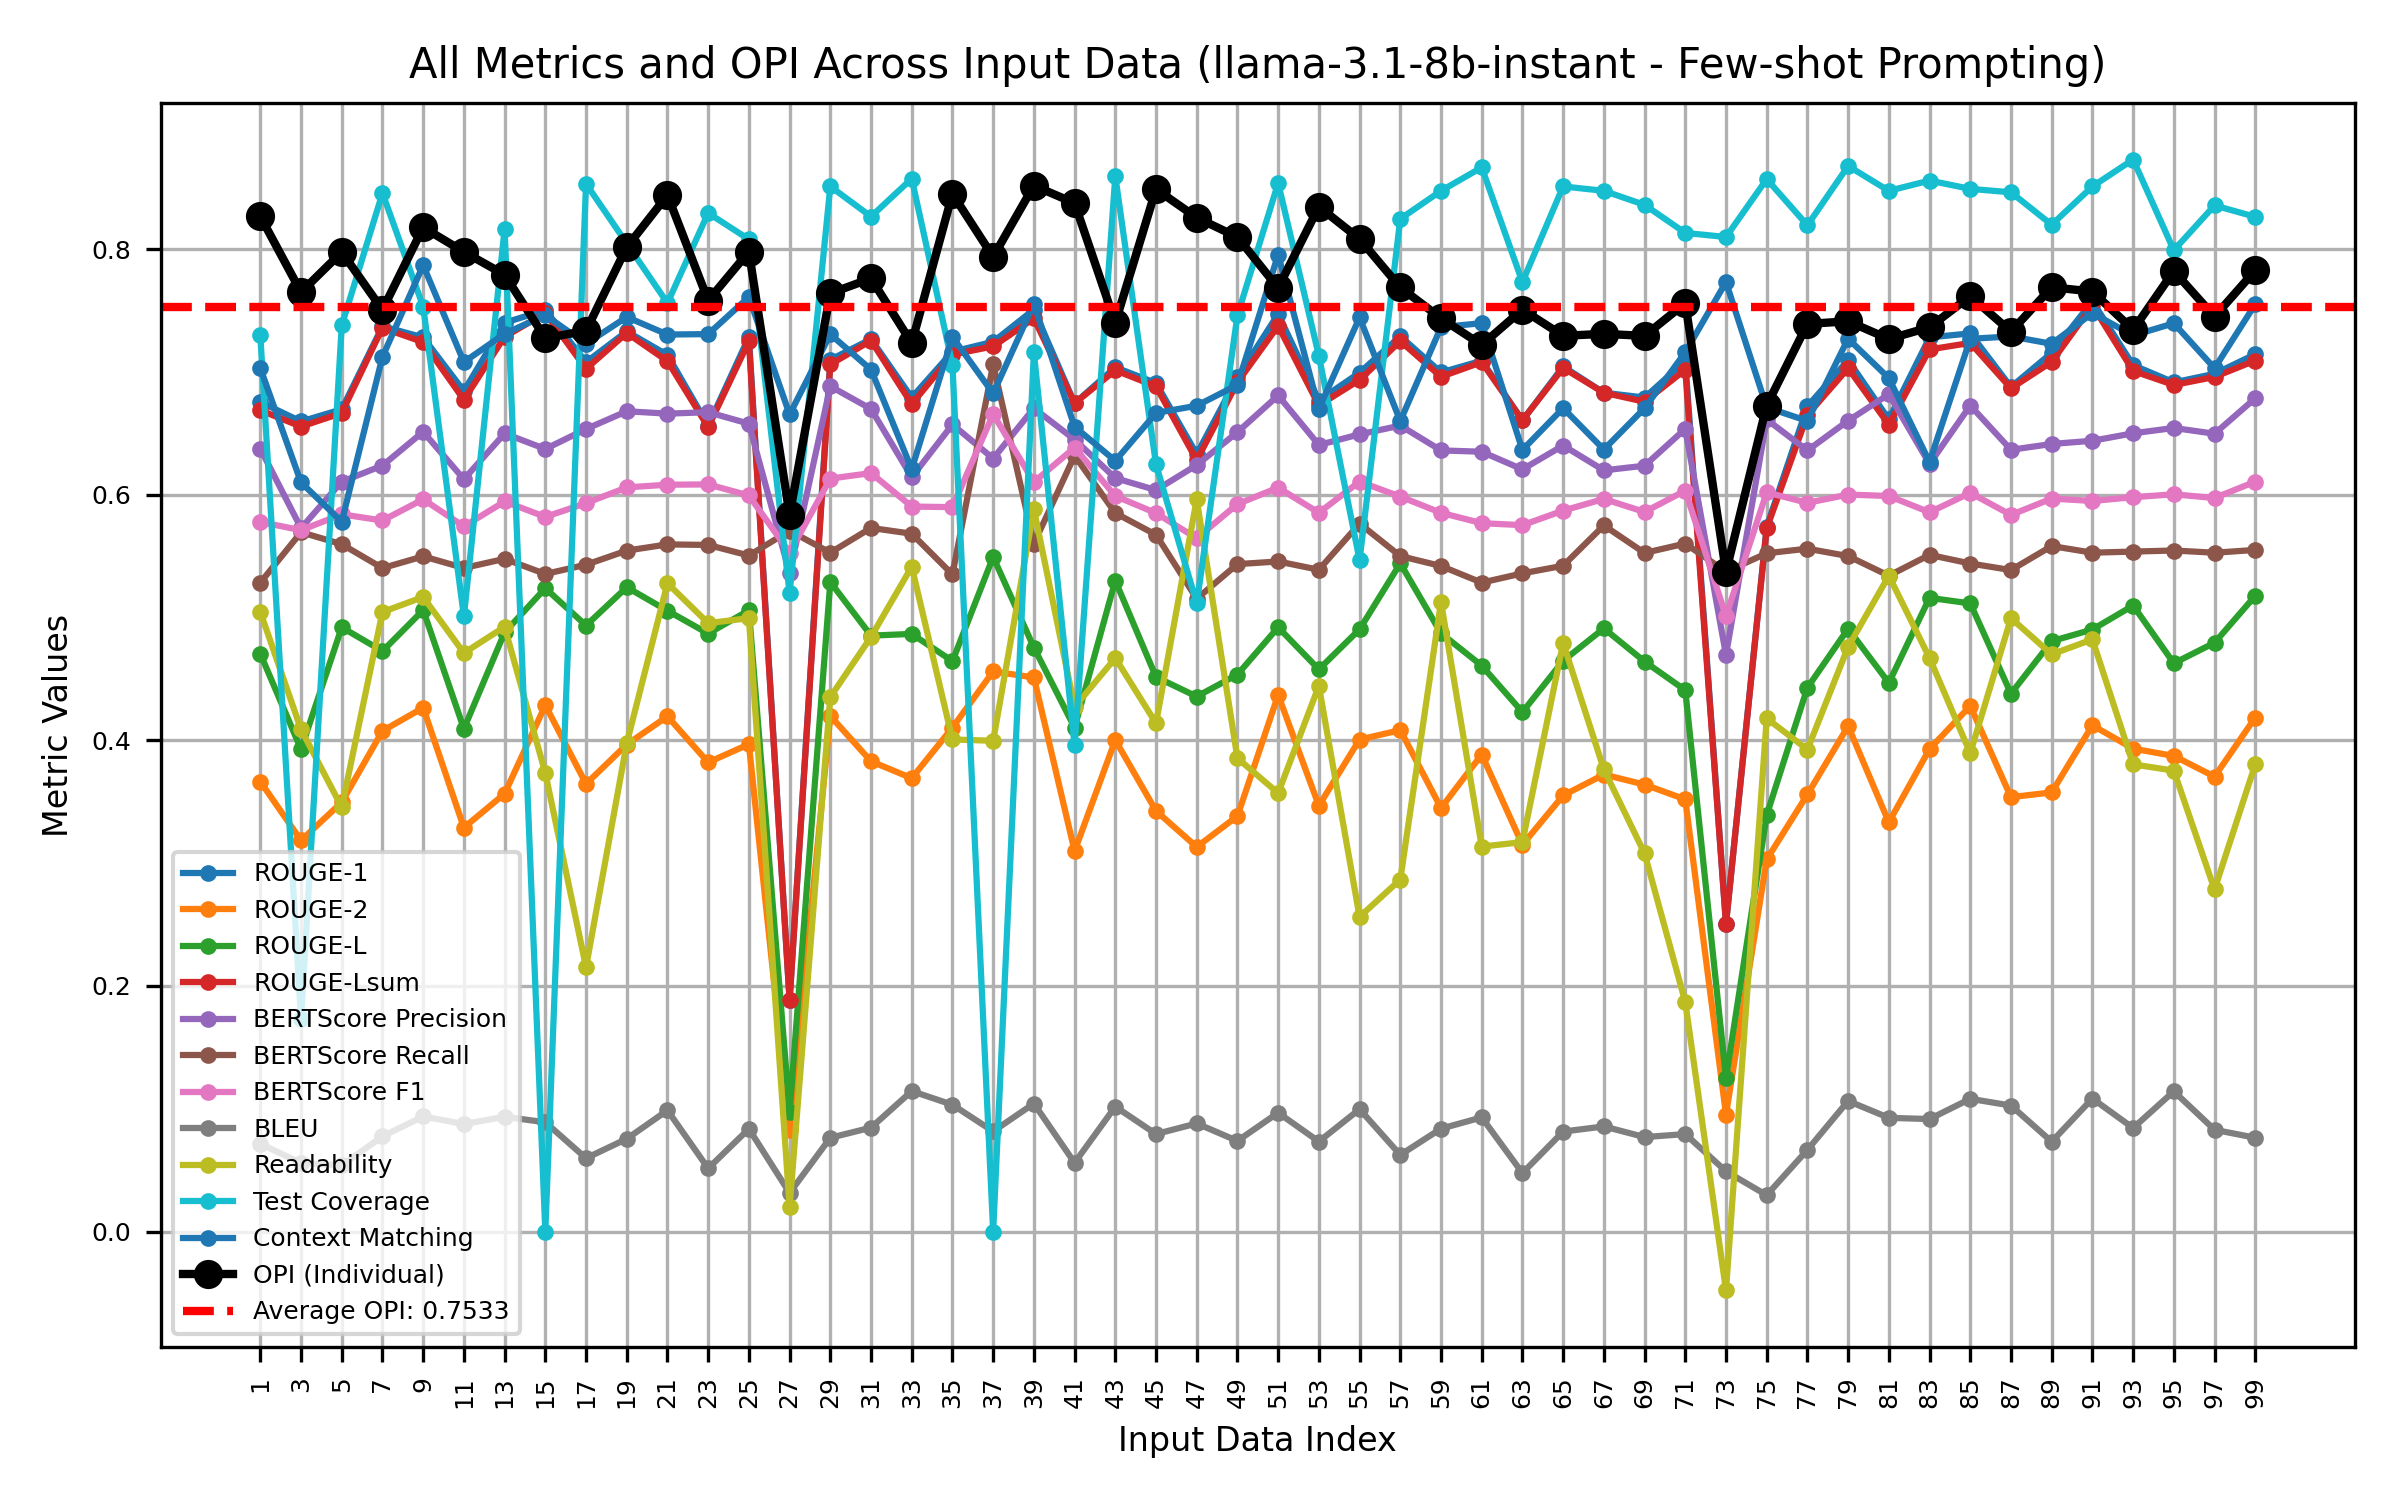 All Metrics and OPI Across Input Data (llama-3.1-8b-instant - Few-shot Prompting)
Metric Values
0.8
0.6
0.4
0.2
0.0
ROUGE-1
ROUGE-2
ROUGE-L
ROUGE-Lsum
BERTScore Precision
BERTScore Recall
BERTScore F1
BLEU
Readability
Test Coverage
Context Matching
OPI (Individual)
Average OPI: 0.7533
1 3 5 7 9 11 13 15 17 19 21 23 25 27 29 31 33 35 37 39 41 43 45 47 49 51 53 55 57 59 61 63 65 67 69 71 73 75 77 79 81 83 85 87 89 91 93 95 97 99
Input Data Index